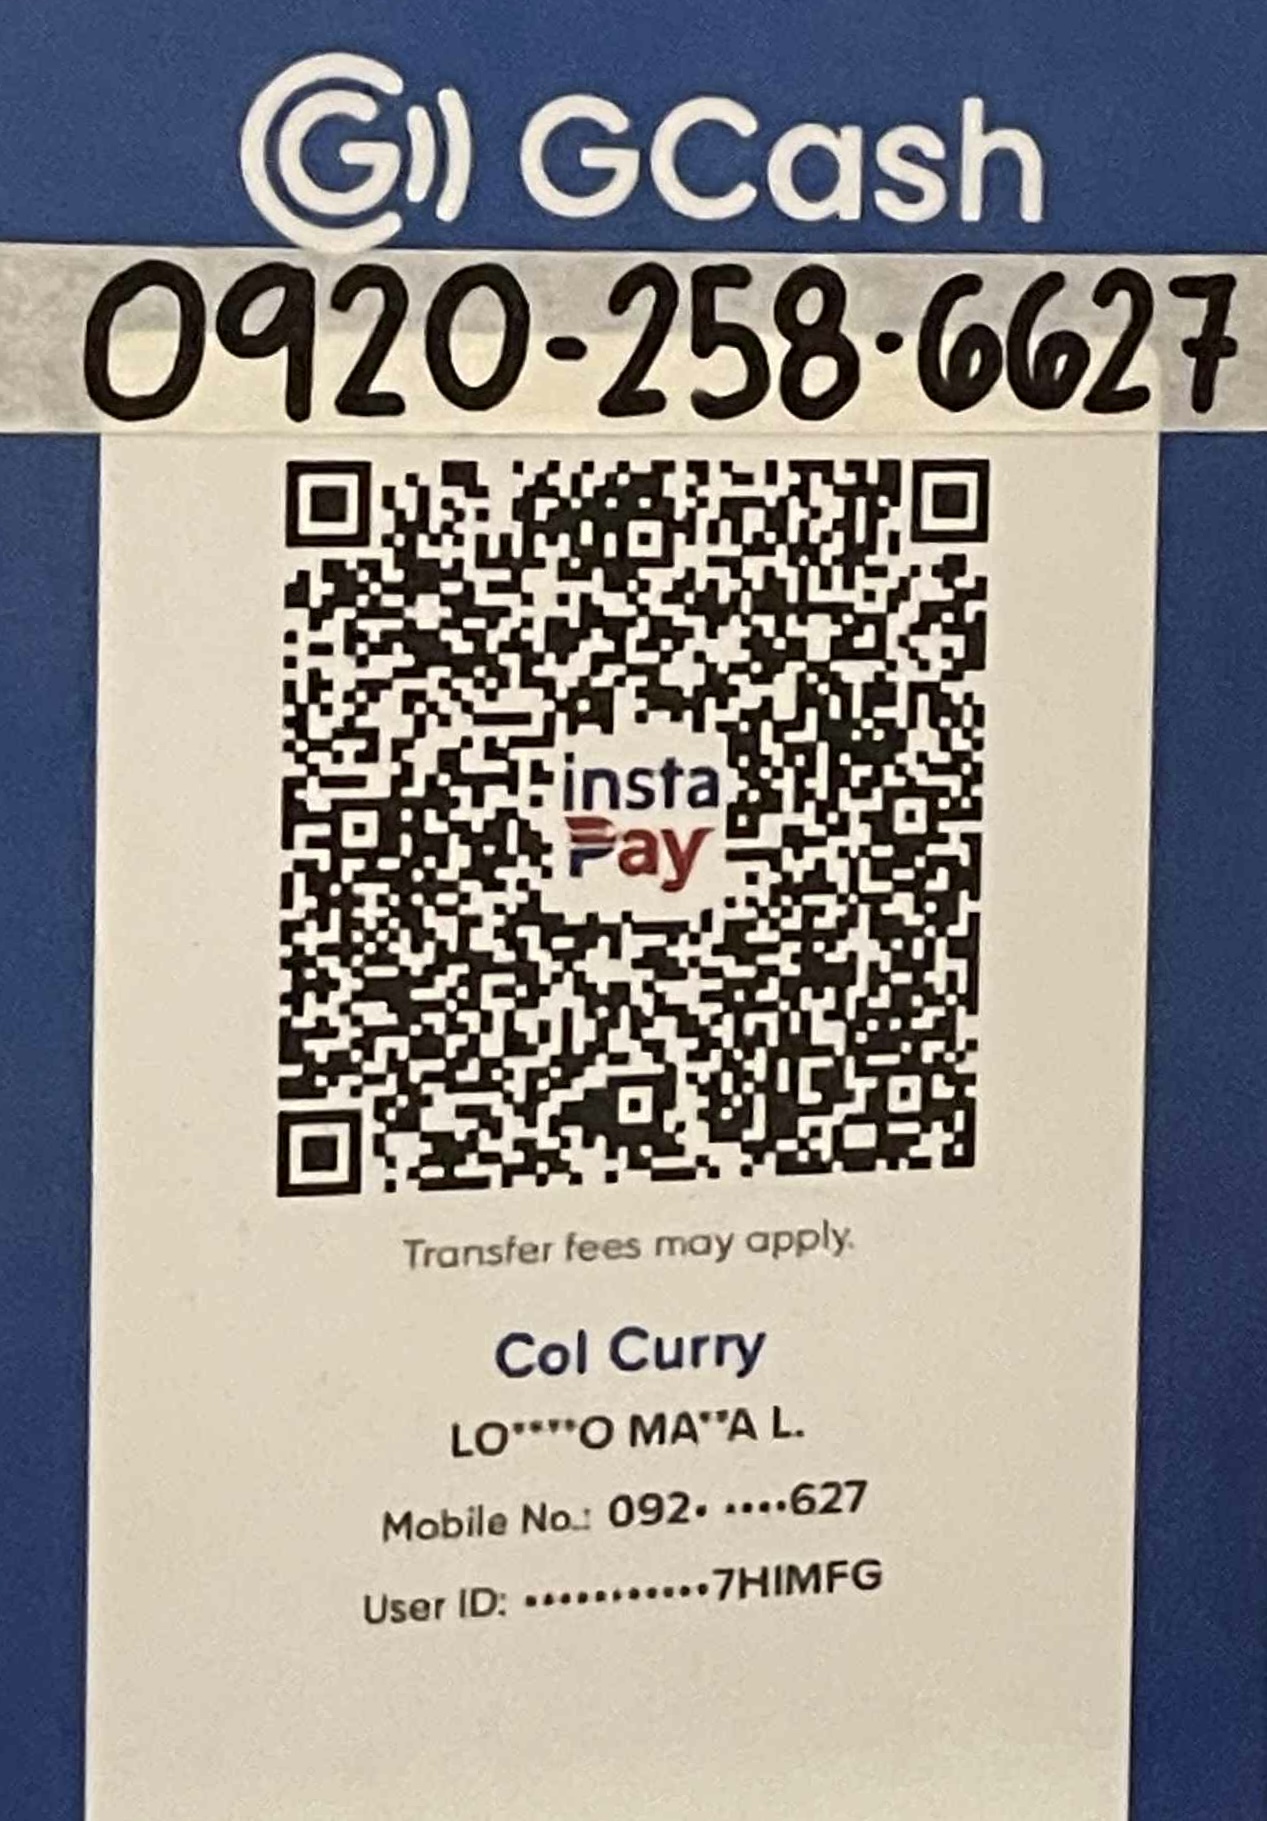 GCash
0920-258-6627
insta
Pay
Transfer fees may apply.
Col Curry
LO****O MA**A L.
Mobile No.: 092• ••••627
User ID: •••••••••••7HIMFG